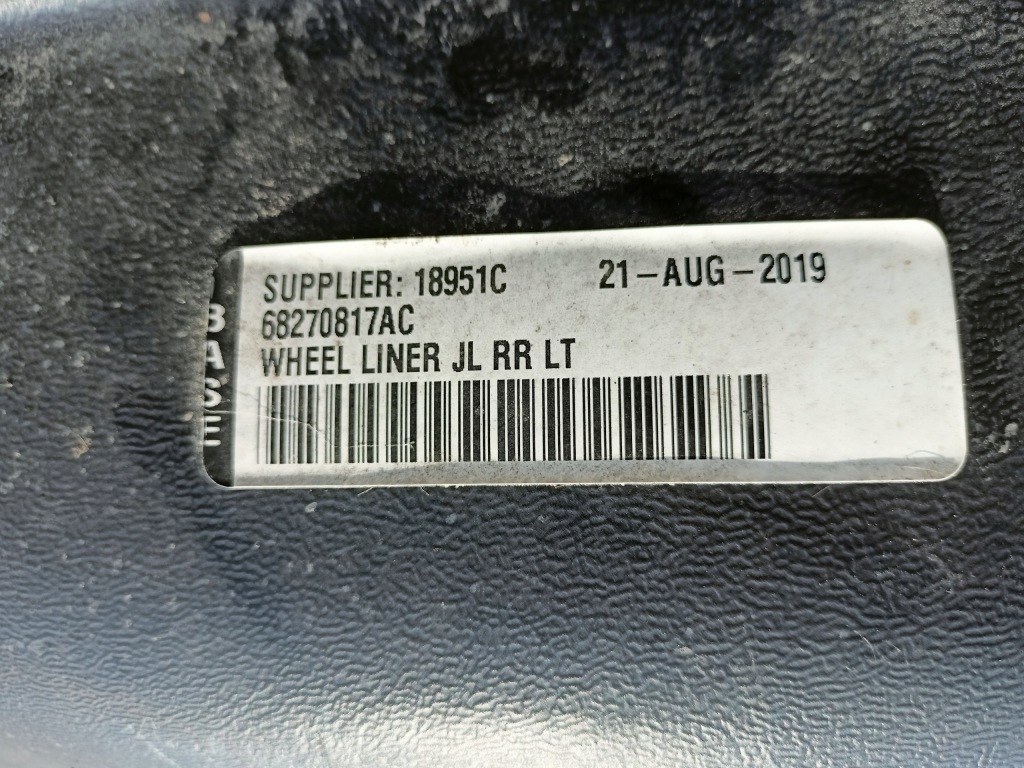 SUPPLIER: 18951C 21-AUG-2019
68270817AC
WHEEL LINER JL RR LT
BASE